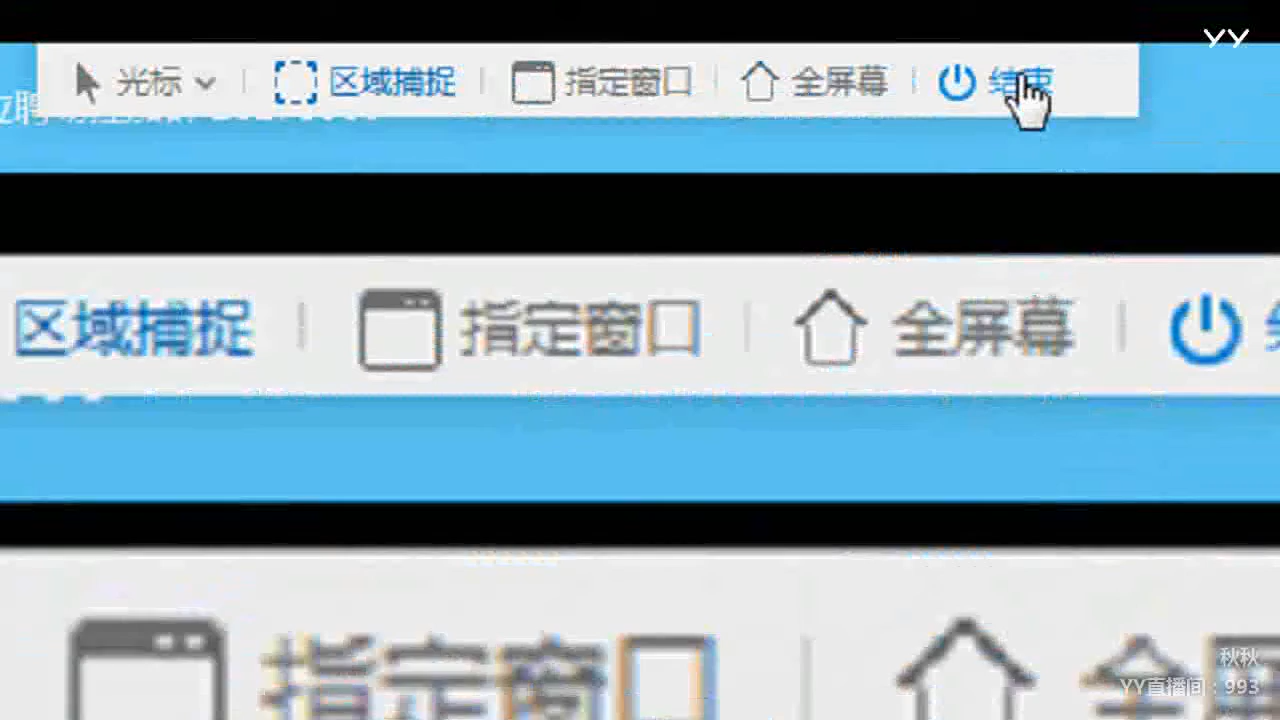 YY
光标 区域捕捉 指定窗口 全屏幕 结束
区域捕捉 指定窗口 全屏幕
指定窗口 全
秋秋
YY直播间：993